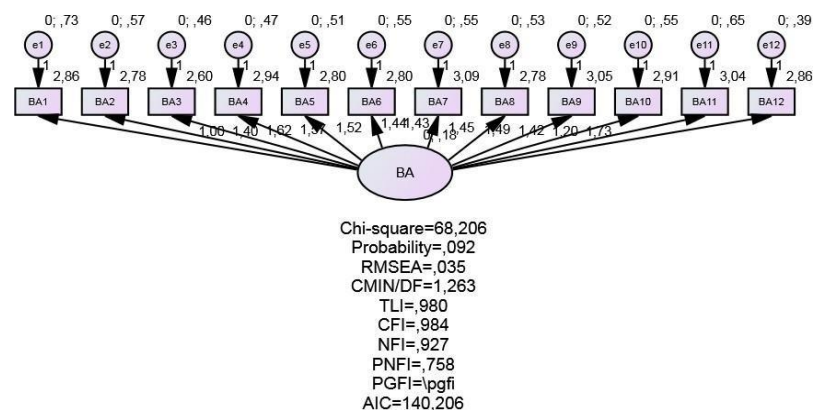 0; ,73 0; ,57 0; ,46 0; ,47 0; ,51 0; ,55 0; ,55 0; ,53 0; ,52 0; ,55 0; ,65 0; ,39
e1 e2 e3 e4 e5 e6 e7 e8 e9 e10 e11 e12
1 1 1 1 1 1 1 1 1 1 1 1
2,86 2,78 2,60 2,94 2,80 2,80 3,09 2,78 3,05 2,91 3,04 2,86
BA1 BA2 BA3 BA4 BA5 BA6 BA7 BA8 BA9 BA10 BA11 BA12
1,00 1,40 1,62 1,52 1,44 1,43 1,45 1,49 1,42 1,20 1,73
0; ,18
BA
Chi-square=68,206
Probability=,092
RMSEA=,035
CMIN/DF=1,263
TLI=,980
CFI=,984
NFI=,927
PNFI=,758
PGFI=\pgfi
AIC=140,206